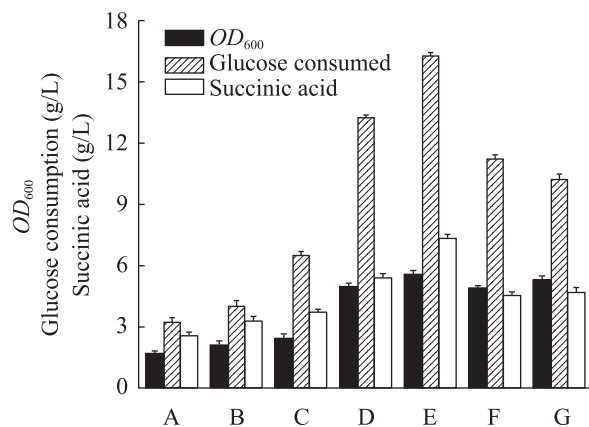 18
15
12
9
6
3
0
OD600
Glucose consumption (g/L)
Succinic acid (g/L)
OD600
Glucose consumed
Succinic acid
A B C D E F G